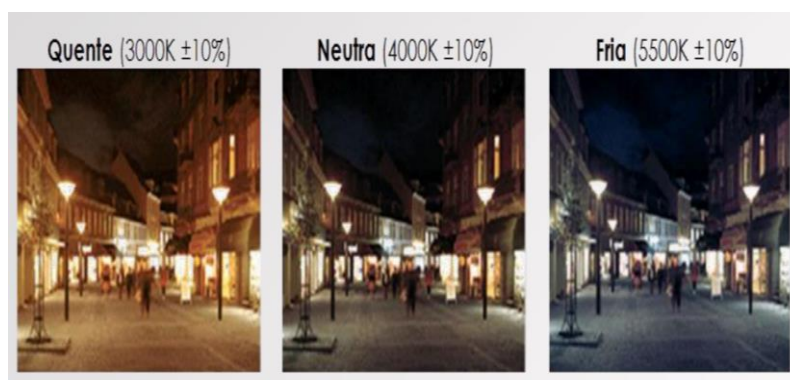 Quente (3000K ±10%)
Neutra (4000K ±10%)
Fria (5500K ±10%)